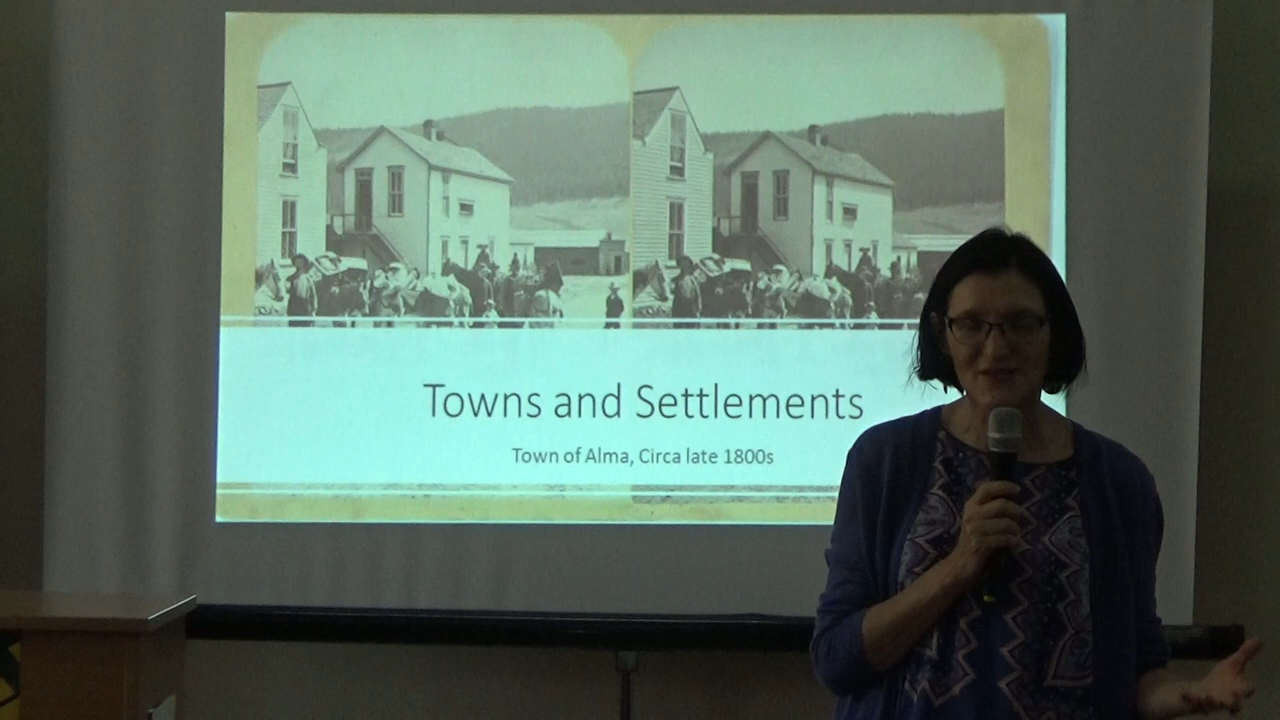 Towns and Settlements
Town of Alma, Circa late 1800s